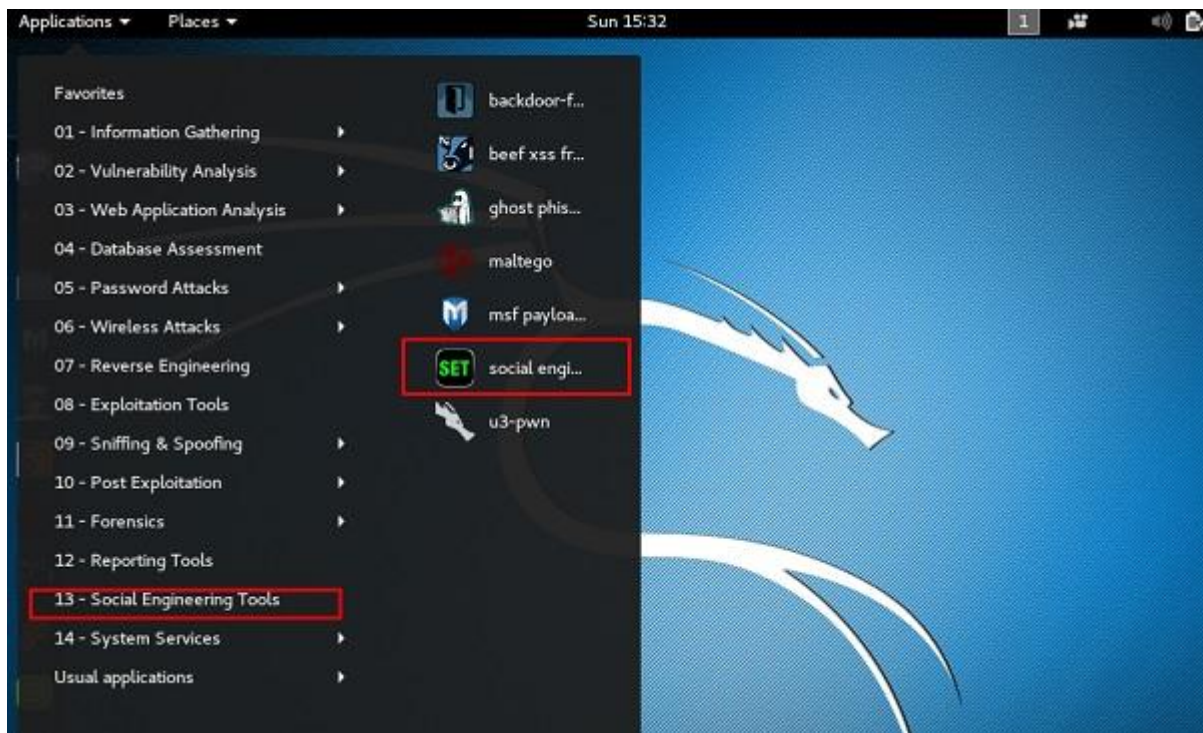 Applications Places Sun 15:32 1
Favorites
01 - Information Gathering
02 - Vulnerability Analysis
03 - Web Application Analysis
04 - Database Assessment
05 - Password Attacks
06 - Wireless Attacks
07 - Reverse Engineering
08 - Exploitation Tools
09 - Sniffing & Spoofing
10 - Post Exploitation
11 - Forensics
12 - Reporting Tools
13 - Social Engineering Tools
14 - System Services
Usual applications
backdoor-f...
beef xss fr...
ghost phis...
maltego
msf payloa...
SET social engi...
u3-pwn